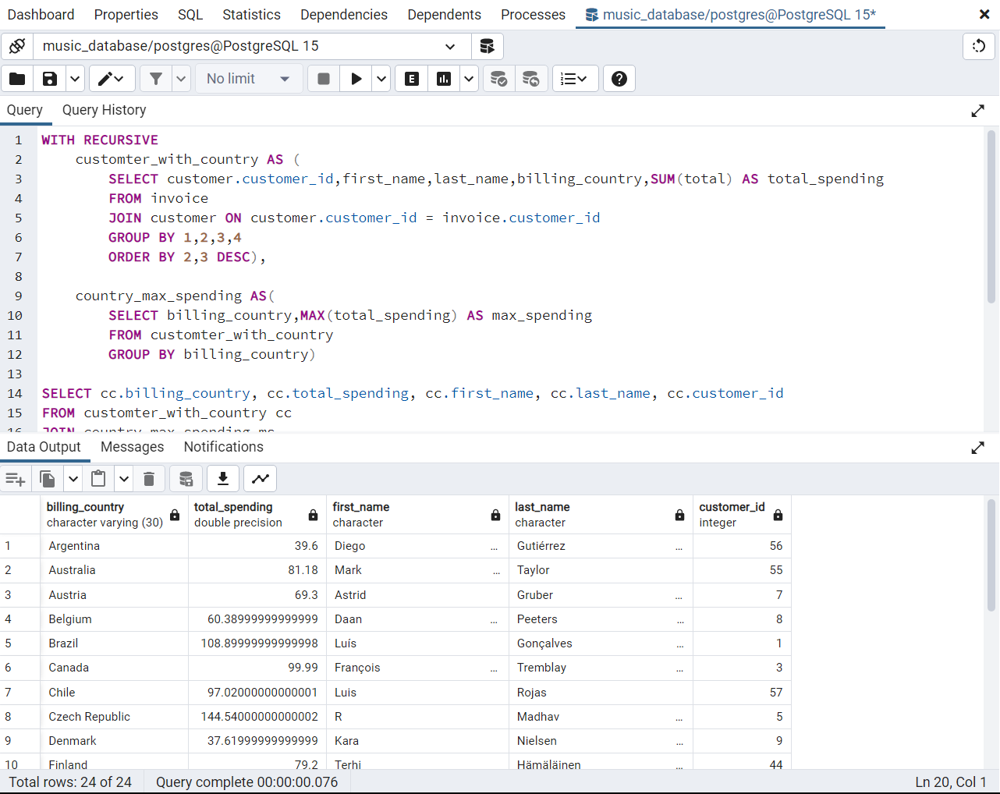 Dashboard Properties SQL Statistics Dependencies Dependents Processes music_database/postgres@PostgreSQL 15*
music_database/postgres@PostgreSQL 15
No limit
Query Query History
1 WITH RECURSIVE
2 customter_with_country AS (
3 SELECT customer.customer_id,first_name,last_name,billing_country,SUM(total) AS total_spending
4 FROM invoice
5 JOIN customer ON customer.customer_id = invoice.customer_id
6 GROUP BY 1,2,3,4
7 ORDER BY 2,3 DESC),
8
9 country_max_spending AS(
10 SELECT billing_country,MAX(total_spending) AS max_spending
11 FROM customter_with_country
12 GROUP BY billing_country)
13
14 SELECT cc.billing_country, cc.total_spending, cc.first_name, cc.last_name, cc.customer_id
15 FROM customter_with_country cc
16 JOIN country_max_spending ms
Data Output Messages Notifications
billing_country total_spending first_name last_name customer_id
character varying (30) double precision character character integer
1 Argentina 39.6 Diego ... Gutiérrez ... 56
2 Australia 81.18 Mark ... Taylor 55
3 Austria 69.3 Astrid Gruber ... 7
4 Belgium 60.38999999999999 Daan ... Peeters ... 8
5 Brazil 108.89999999999998 Luís Gonçalves ... 1
6 Canada 99.99 François ... Tremblay ... 3
7 Chile 97.02000000000001 Luis Rojas 57
8 Czech Republic 144.54000000000002 R Madhav ... 5
9 Denmark 37.61999999999999 Kara Nielsen ... 9
10 Finland 79.2 Terhi Hämäläinen ... 44
Total rows: 24 of 24 Query complete 00:00:00.076 Ln 20, Col 1